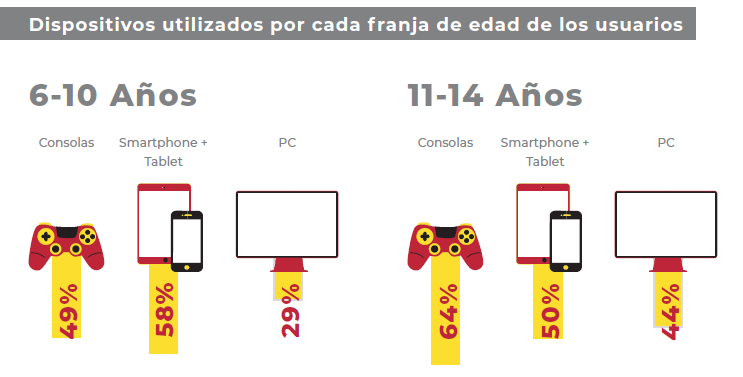 Dispositivos utilizados por cada franja de edad de los usuarios
6-10 Años
Consolas
Smartphone +
Tablet
PC
49%
58%
29%
11-14 Años
Consolas
Smartphone +
Tablet
PC
64%
50%
44%